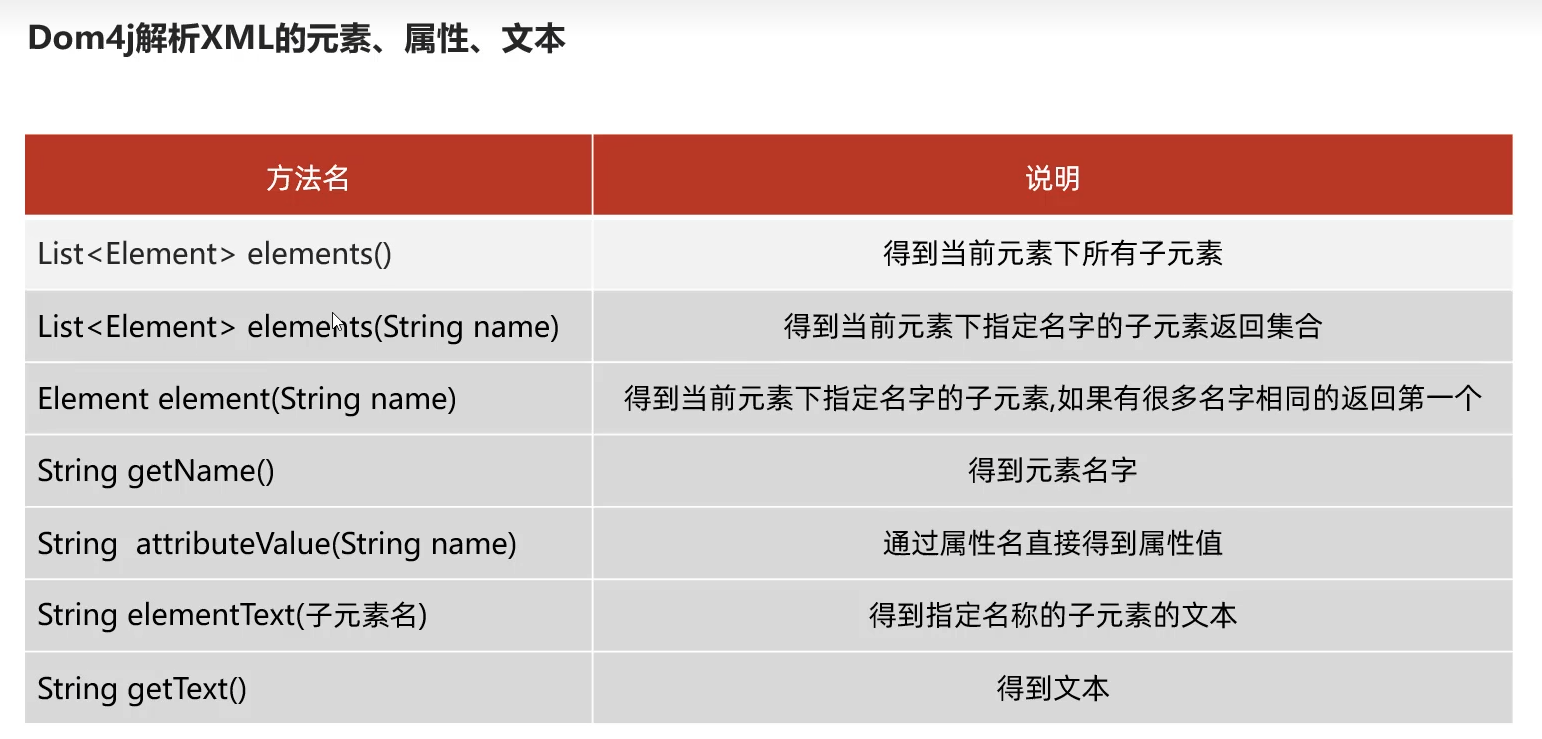 Dom4j解析XML的元素、属性、文本
方法名 说明
List<Element> elements() 得到当前元素下所有子元素
List<Element> elements(String name) 得到当前元素下指定名字的子元素返回集合
Element element(String name) 得到当前元素下指定名字的子元素,如果有很多名字相同的返回第一个
String getName() 得到元素名字
String  attributeValue(String name) 通过属性名直接得到属性值
String elementText(子元素名) 得到指定名称的子元素的文本
String getText() 得到文本